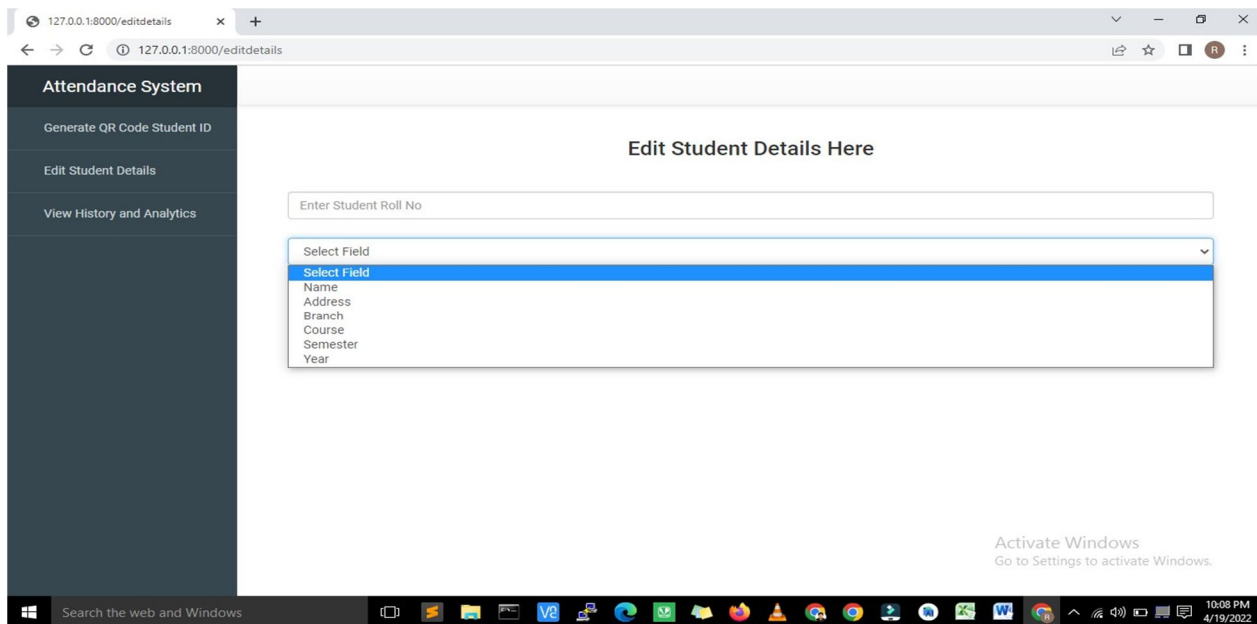 127.0.0.1:8000/editdetails
127.0.0.1:8000/editdetails
R
Attendance System
Generate QR Code Student ID
Edit Student Details
View History and Analytics
Edit Student Details Here
Enter Student Roll No
Select Field
Select Field
Name
Address
Branch
Course
Semester
Year
Activate Windows
Go to Settings to activate Windows.
Search the web and Windows
10:08 PM
4/19/2022